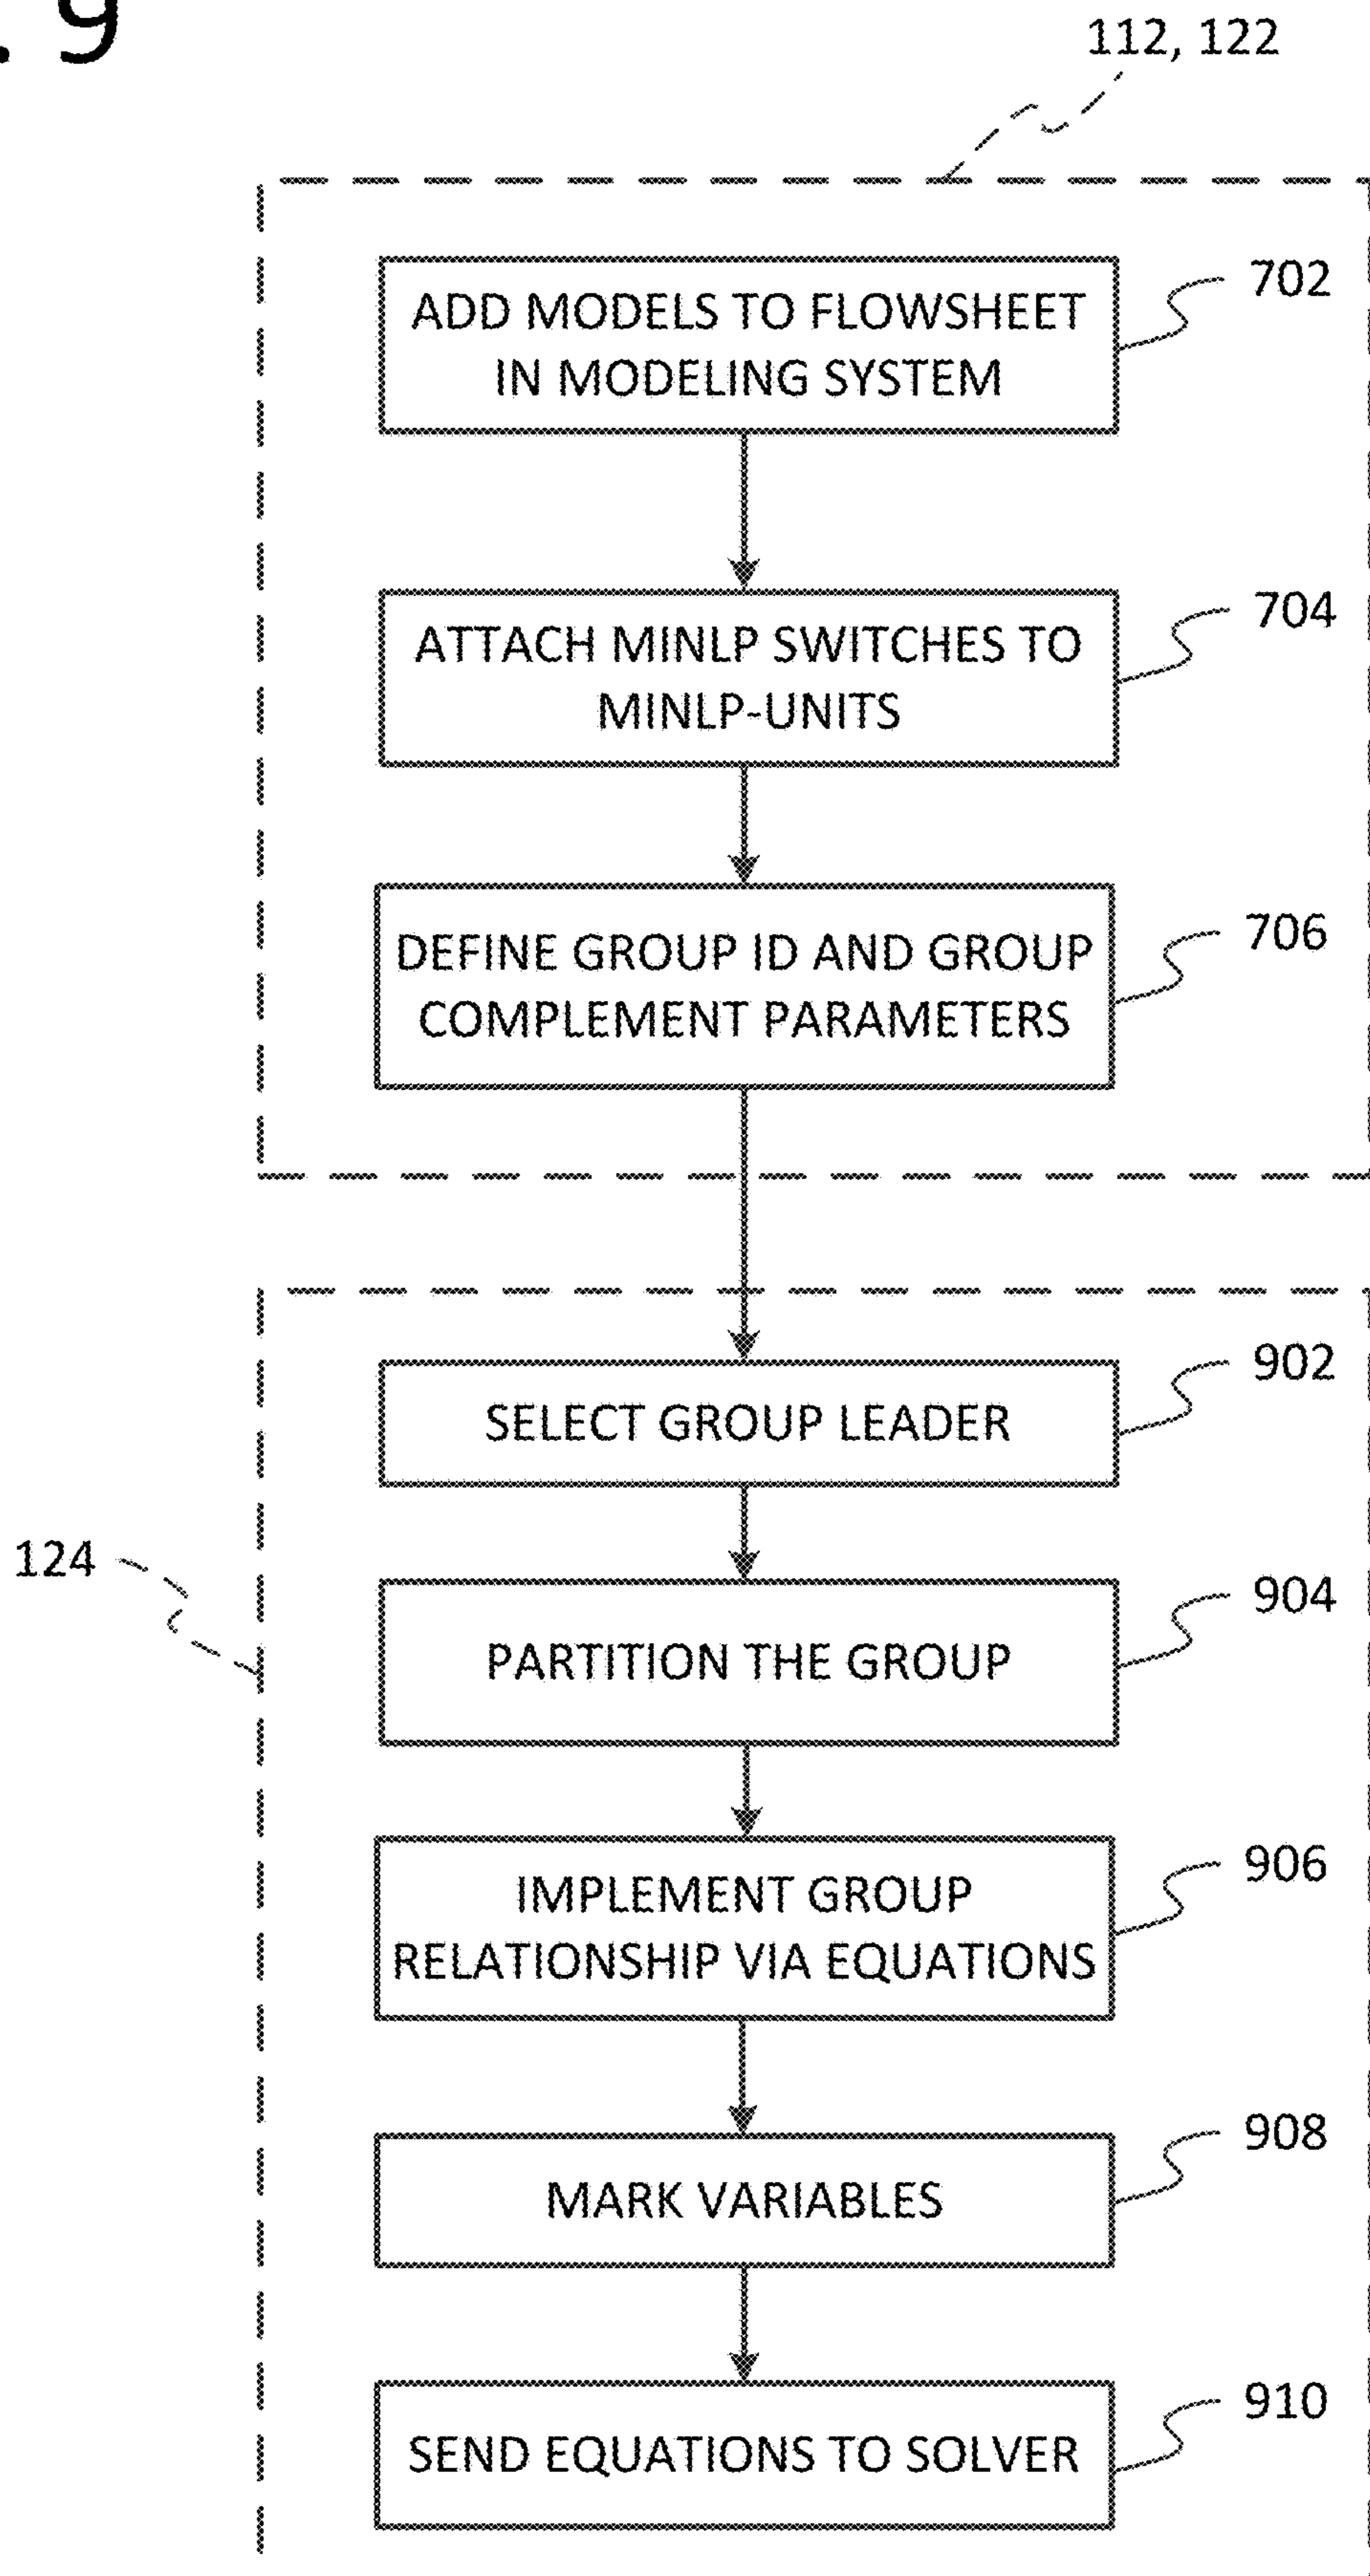 . 9
112, 122
ADD MODELS TO FLOWSHEET
IN MODELING SYSTEM
702
ATTACH MINLP SWITCHES TO
MINLP-UNITS
704
DEFINE GROUP ID AND GROUP
COMPLEMENT PARAMETERS
706
SELECT GROUP LEADER
902
124
PARTITION THE GROUP
904
IMPLEMENT GROUP
RELATIONSHIP VIA EQUATIONS
906
MARK VARIABLES
908
SEND EQUATIONS TO SOLVER
910